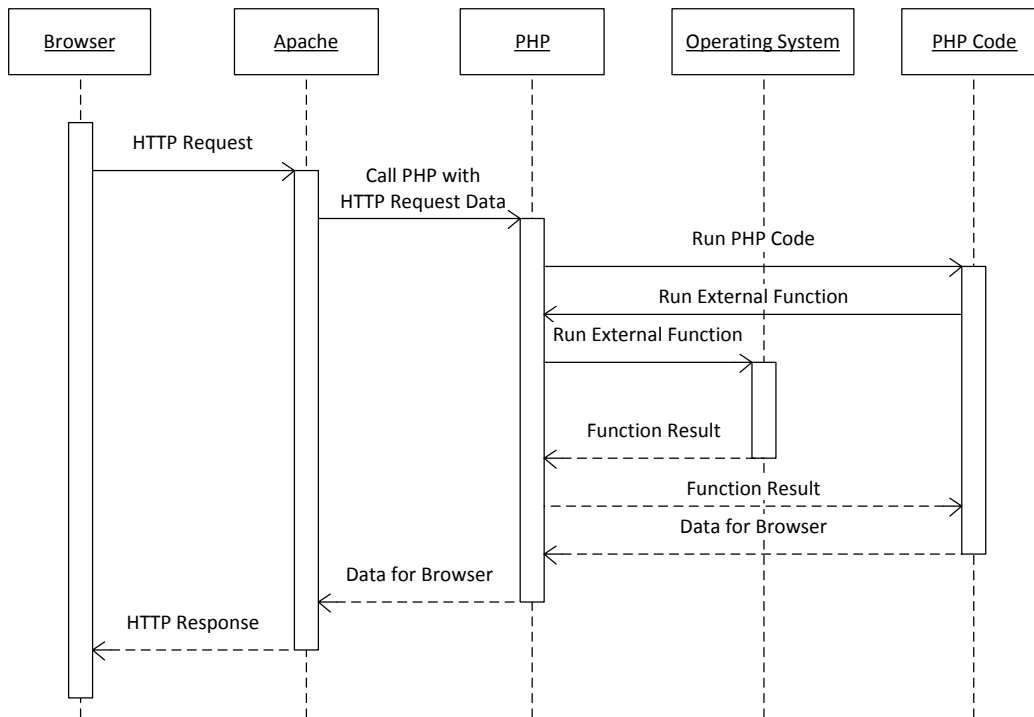 Browser
Apache
PHP
Operating System
PHP Code
HTTP Request
Call PHP with
HTTP Request Data
Run PHP Code
Run External Function
Run External Function
Function Result
Function Result
Data for Browser
Data for Browser
HTTP Response